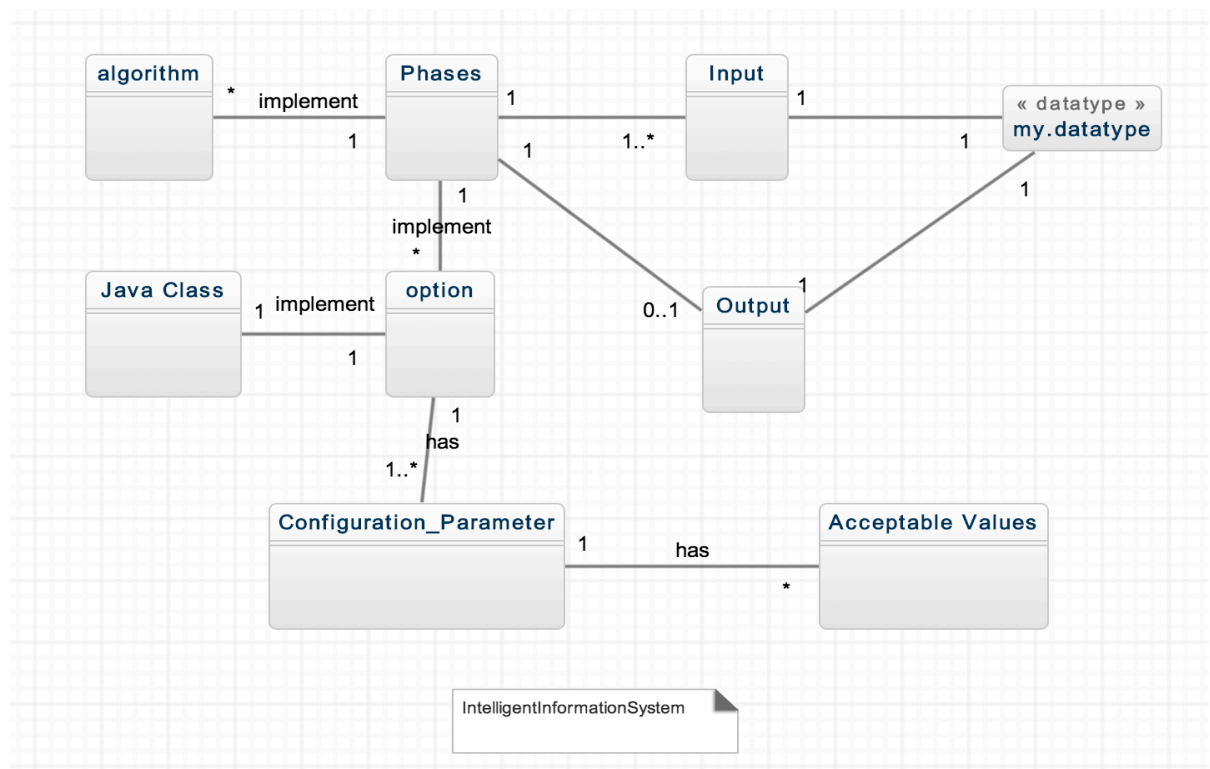 algorithm
*
implement
1
Phases
1
1..*
Input
1
1
« datatype »
my.datatype
1
1
1
0..1
Output
1
implement
*
Java Class
1
implement
1
option
1
has
1..*
Configuration_Parameter
1
has
*
Acceptable Values
IntelligentInformationSystem